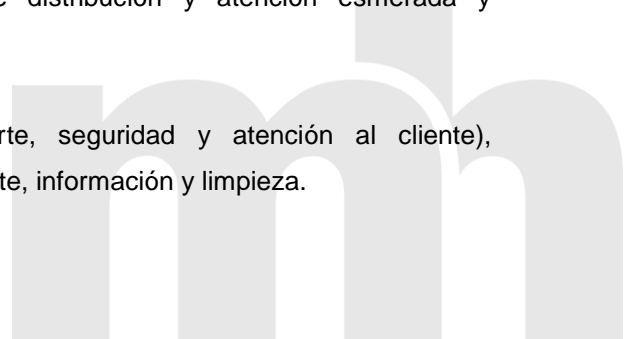 e distribución y atención esmerada y
rte, seguridad y atención al cliente),
te, información y limpieza.
mh